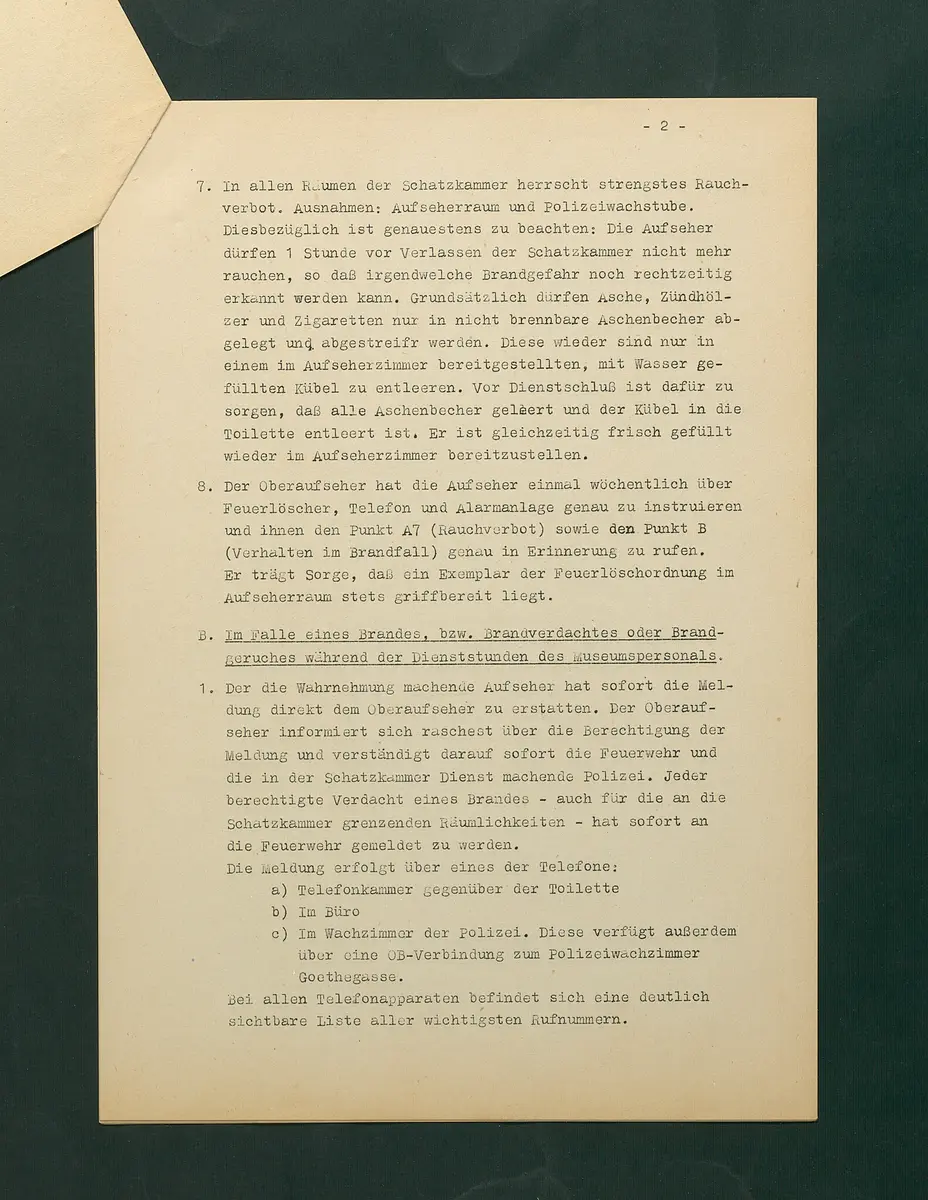 - 2 -
7. In allen Räumen der Schatzkammer herrscht strengstes Rauch-
verbot. Ausnahmen: Aufseherraum und Polizeiwachstube.
Diesbezüglich ist genauestens zu beachten: Die Aufseher
dürfen 1 Stunde vor Verlassen der Schatzkammer nicht mehr
rauchen, so daß irgendwelche Brandgefahr noch rechtzeitig
erkannt werden kann. Grundsätzlich dürfen Asche, Zündhöl-
zer und Zigaretten nur in nicht brennbare Aschenbecher ab-
gelegt und abgestreifr werden. Diese wieder sind nur in
einem im Aufseherzimmer bereitgestellten, mit Wasser ge-
füllten Kübel zu entleeren. Vor Dienstschluß ist dafür zu
sorgen, daß alle Aschenbecher geleert und der Kübel in die
Toilette entleert ist. Er ist gleichzeitig frisch gefüllt
wieder im Aufseherzimmer bereitzustellen.
8. Der Oberaufseher hat die Aufseher einmal wöchentlich über
Feuerlöscher, Telefon und Alarmanlage genau zu instruieren
und ihnen den Punkt A7 (Rauchverbot) sowie den Punkt B
(Verhalten im Brandfall) genau in Erinnerung zu rufen.
Er trägt Sorge, daß ein Exemplar der Feuerlöschordnung im
Aufseherraum stets griffbereit liegt.
B. Im Falle eines Brandes, bzw. Brandverdachtes oder Brand-
geruches während der Dienststunden des Museumspersonals.
1. Der die Wahrnehmung machende Aufseher hat sofort die Mel-
dung direkt dem Oberaufseher zu erstatten. Der Oberauf-
seher informiert sich raschest über die Berechtigung der
Meldung und verständigt darauf sofort die Feuerwehr und
die in der Schatzkammer Dienst machende Polizei. Jeder
berechtigte Verdacht eines Brandes - auch für die an die
Schatzkammer grenzenden Räumlichkeiten - hat sofort an
die Feuerwehr gemeldet zu werden.
Die Meldung erfolgt über eines der Telefone:
a) Telefonkammer gegenüber der Toilette
b) Im Büro
c) Im Wachzimmer der Polizei. Diese verfügt außerdem
über eine OB-Verbindung zum Polizeiwachzimmer
Goethegasse.
Bei allen Telefonapparaten befindet sich eine deutlich
sichtbare Liste aller wichtigsten Rufnummern.